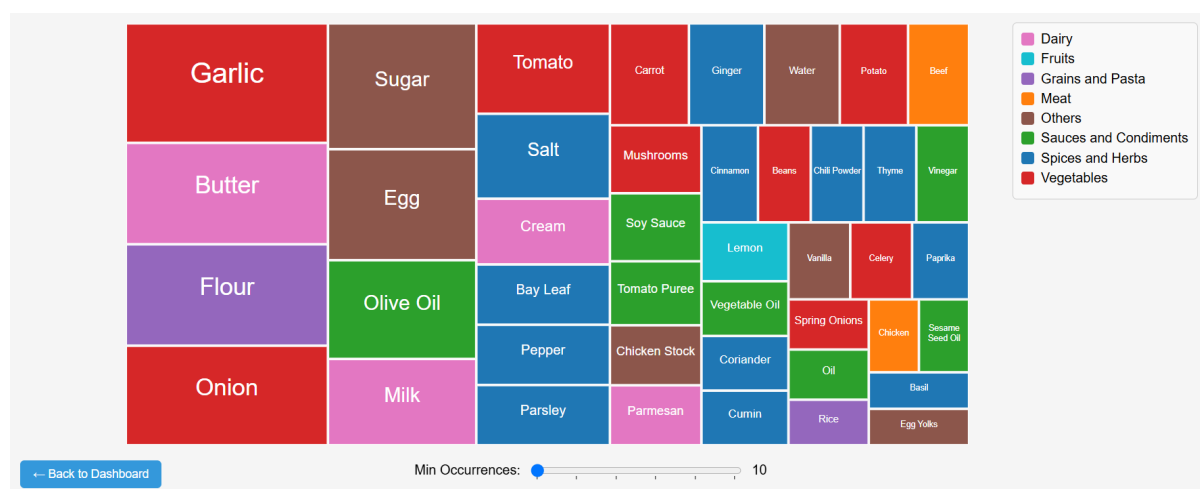 Garlic
Butter
Flour
Onion
Sugar
Egg
Olive Oil
Milk
Tomato
Salt
Cream
Bay Leaf
Pepper
Parsley
Carrot
Ginger
Water
Potato
Beef
Mushrooms
Soy Sauce
Tomato Puree
Chicken Stock
Parmesan
Cinnamon
Beans
Chili Powder
Thyme
Vinegar
Lemon
Vegetable Oil
Coriander
Cumin
Vanilla
Celery
Paprika
Spring Onions
Oil
Rice
Chicken
Sesame
Seed Oil
Basil
Egg Yolks
Dairy
Fruits
Grains and Pasta
Meat
Others
Sauces and Condiments
Spices and Herbs
Vegetables
← Back to Dashboard
Min Occurrences: 10